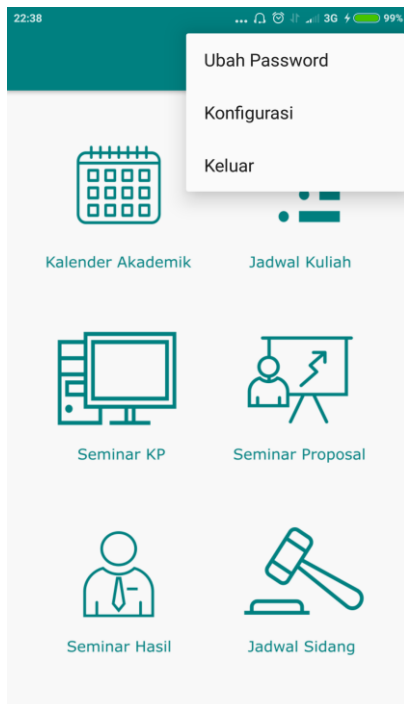 22:38 ... 3G 99%
Ubah Password
Konfigurasi
Keluar
Kalender Akademik Jadwal Kuliah
Seminar KP Seminar Proposal
Seminar Hasil Jadwal Sidang